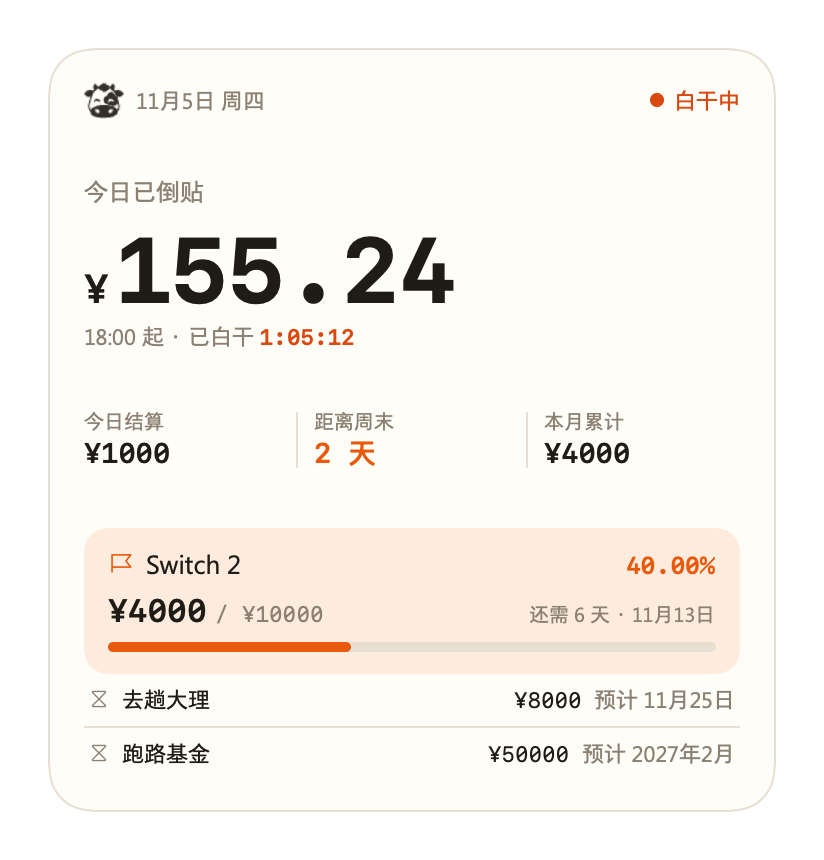 11月5日 周四
白干中
今日已倒贴
¥155.24
18:00 起 · 已白干 1:05:12
今日结算
¥1000
距离周末
2 天
本月累计
¥4000
Switch 2
40.00%
¥4000 / ¥10000
还需 6 天 · 11月13日
去趟大理
¥8000 预计 11月25日
跑路基金
¥50000 预计 2027年2月